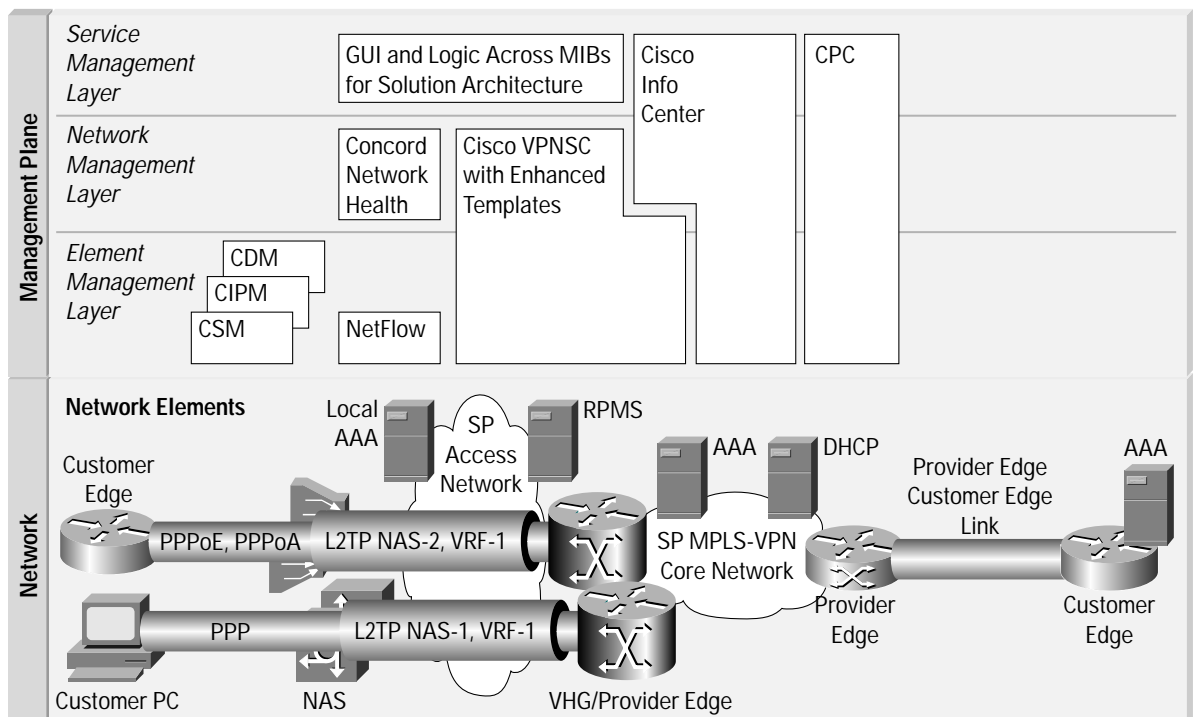 Management Plane
Service
Management
Layer
GUI and Logic Across MIBs
for Solution Architecture
Cisco
Info
Center
CPC
Network
Management
Layer
Concord
Network
Health
Cisco VPNSC
with Enhanced
Templates
Element
Management
Layer
CDM
CIPM
CSM
NetFlow
Network
Network Elements
Local
AAA
SP
Access
Network
RPMS
AAA
DHCP
AAA
Customer
Edge
Provider Edge
Customer Edge
Link
PPPoE, PPPoA
L2TP NAS-2, VRF-1
SP MPLS-VPN
Core Network
Provider
Edge
Customer
Edge
PPP
L2TP NAS-1, VRF-1
Customer PC
NAS
VHG/Provider Edge